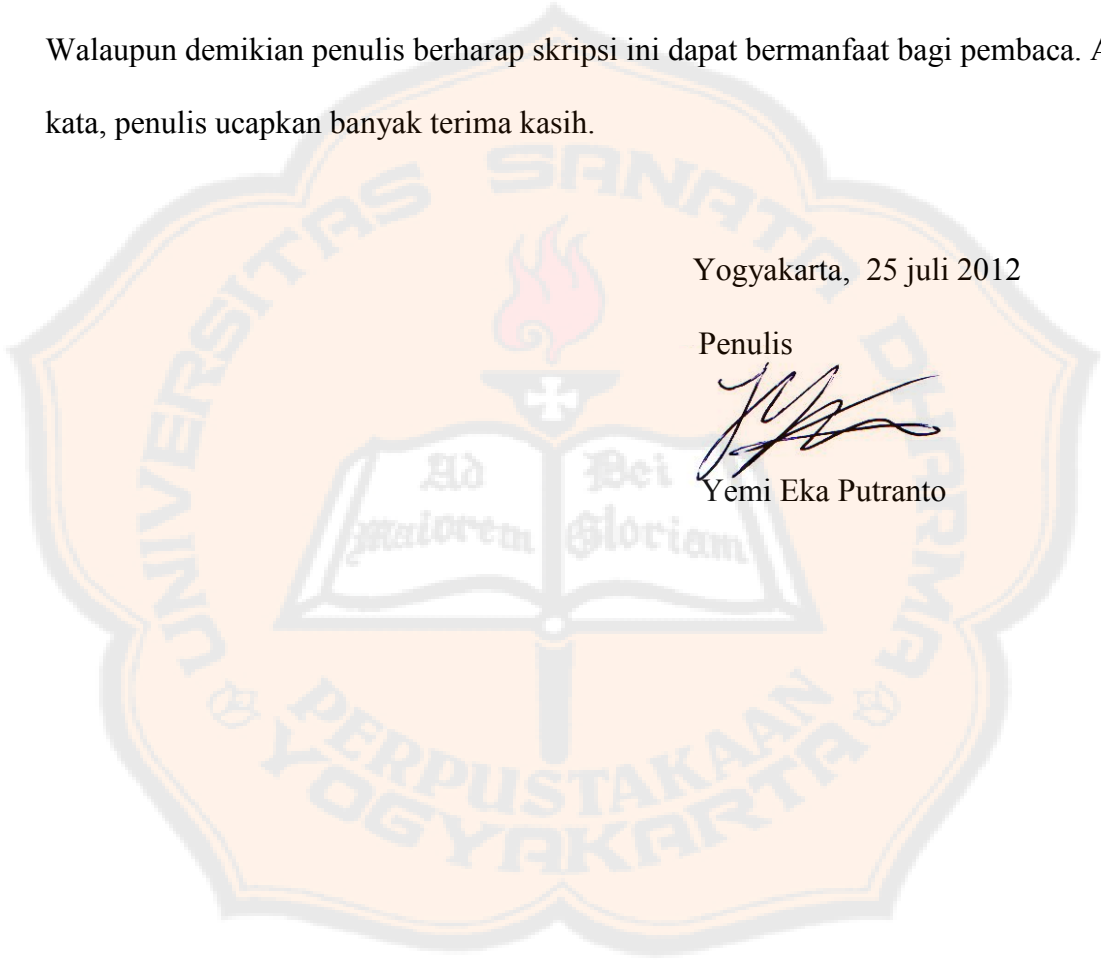 Walaupun demikian penulis berharap skripsi ini dapat bermanfaat bagi pembaca. A
kata, penulis ucapkan banyak terima kasih.
UNIVERSITAS SANATA DHARMA
Yogyakarta, 25 juli 2012
Penulis
Ad Dei
Maiorem Gloriam
Yemi Eka Putranto
PERPUSTAKAAN
YOGYAKARTA